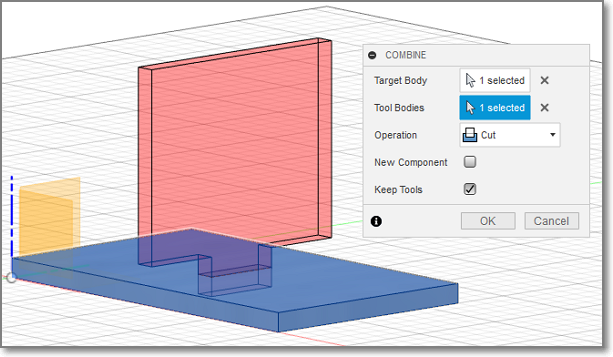 COMBINE
Target Body 1 selected
Tool Bodies 1 selected
Operation Cut
New Component
Keep Tools
OK Cancel